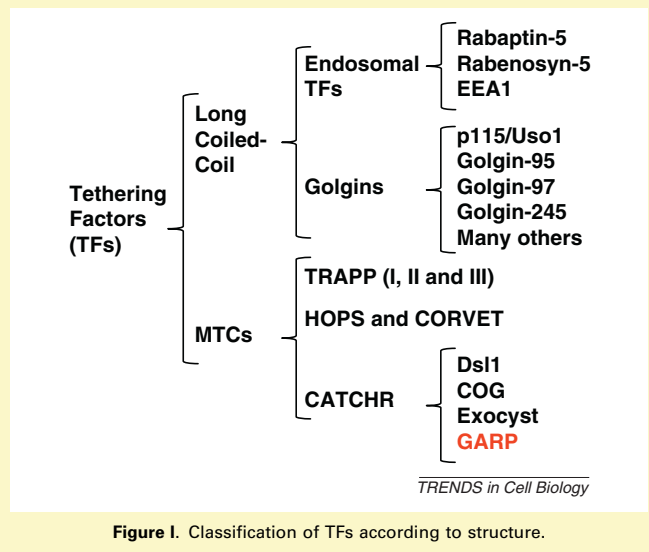 Tethering
Factors
(TFs)
Long
Coiled-
Coil
Endosomal
TFs
Rabaptin-5
Rabenosyn-5
EEA1
Golgins
p115/Uso1
Golgin-95
Golgin-97
Golgin-245
Many others
MTCs
TRAPP (I, II and III)
HOPS and CORVET
CATCHR
Dsl1
COG
Exocyst
GARP
TRENDS in Cell Biology
Figure I. Classification of TFs according to structure.